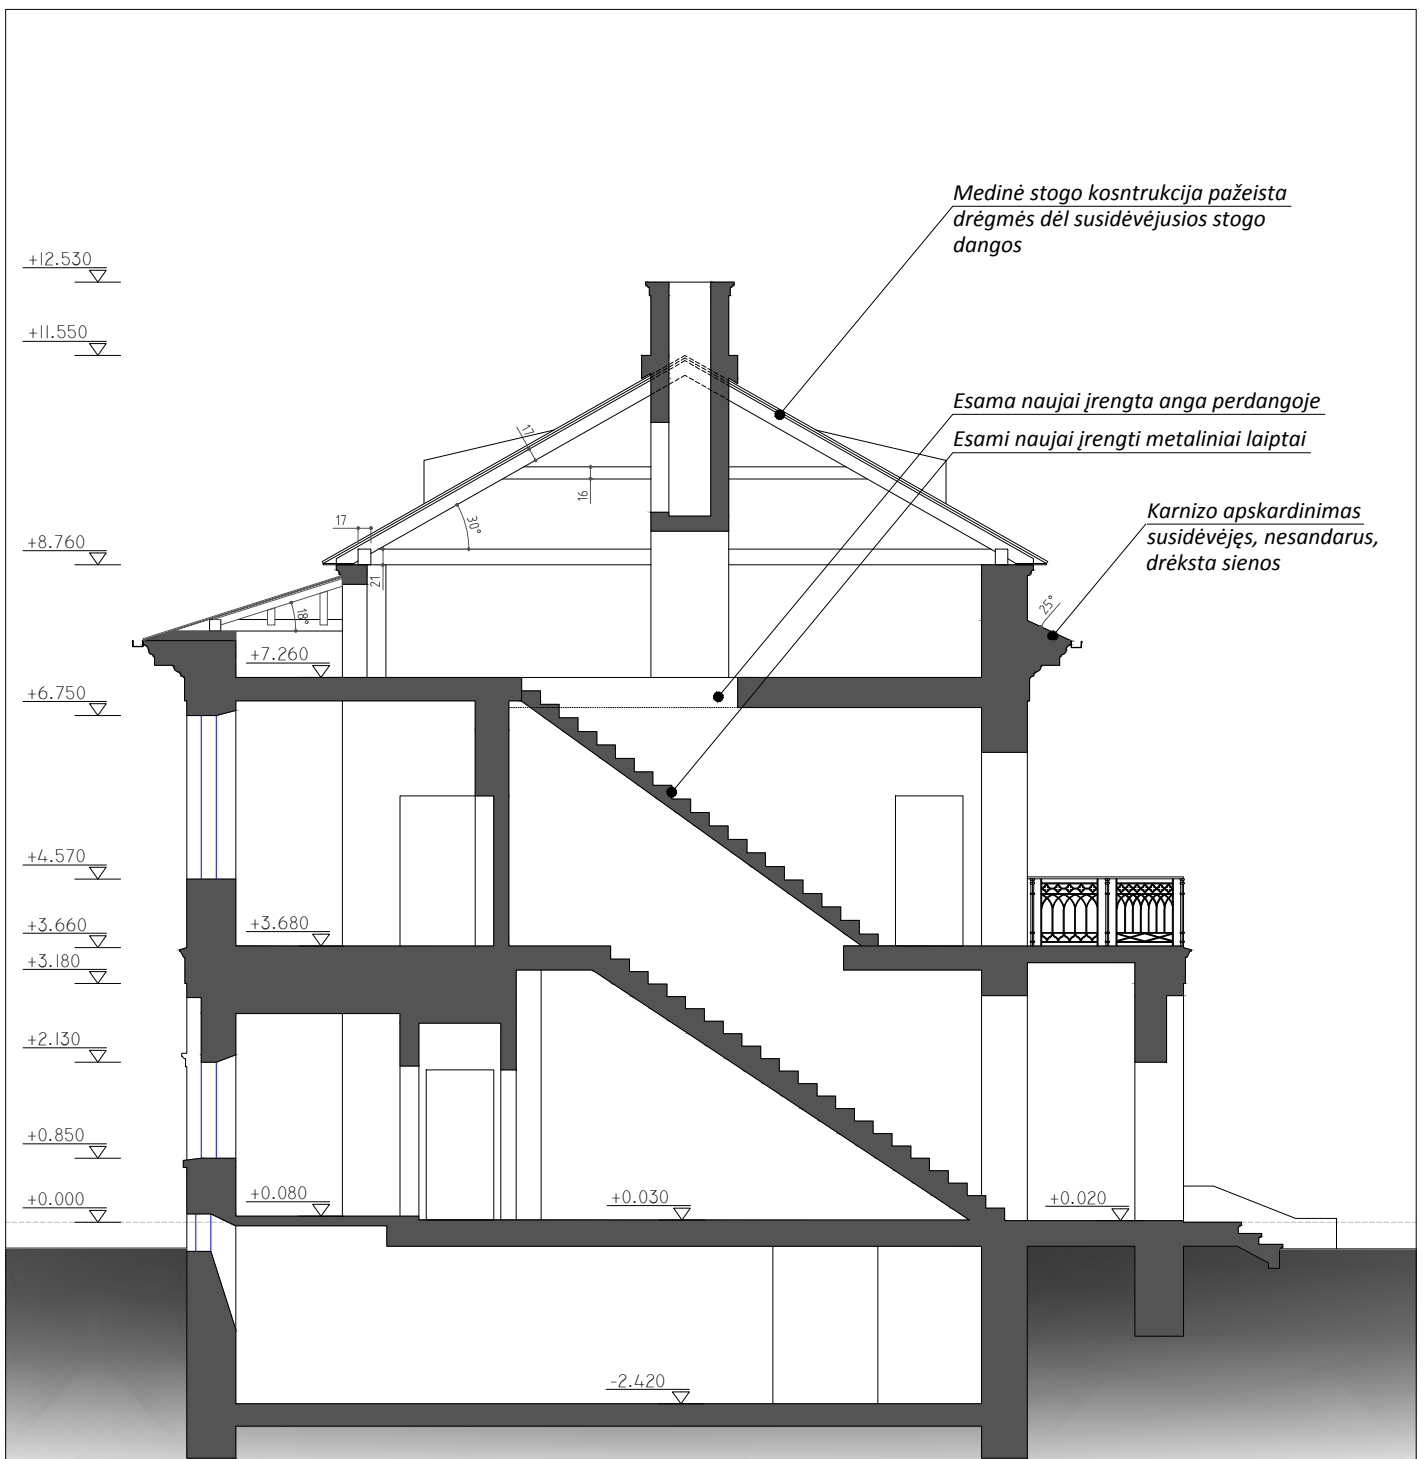 Medinė stogo kosntrukcija pažeista
drėgmės dėl susidėvėjusios stogo
dangos
+12.530
+11.550
Esama naujai įrengta anga perdangoje
Esami naujai įrengti metaliniai laiptai
17
16
30°
17
Karnizo apskardinimas
susidėvėjęs, nesandarus,
drėksta sienos
+8.760
21
18°
25°
+7.260
+6.750
+4.570
+3.680
+3.660
+3.180
+2.130
+0.850
+0.080
+0.030
+0.020
+0.000
-2.420